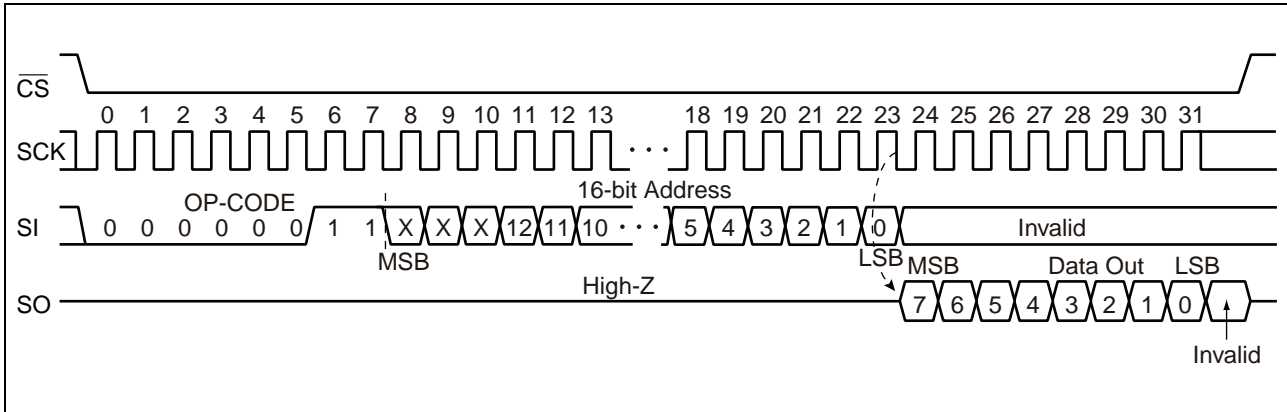 CS
0 1 2 3 4 5 6 7 8 9 10 11 12 13 18 19 20 21 22 23 24 25 26 27 28 29 30 31
SCK ···
OP-CODE 16-bit Address
SI 0 0 0 0 0 0 1 1 X X X 12 11 10 ··· 5 4 3 2 1 0 Invalid
MSB LSB MSB Data Out LSB
High-Z
SO 7 6 5 4 3 2 1 0
Invalid